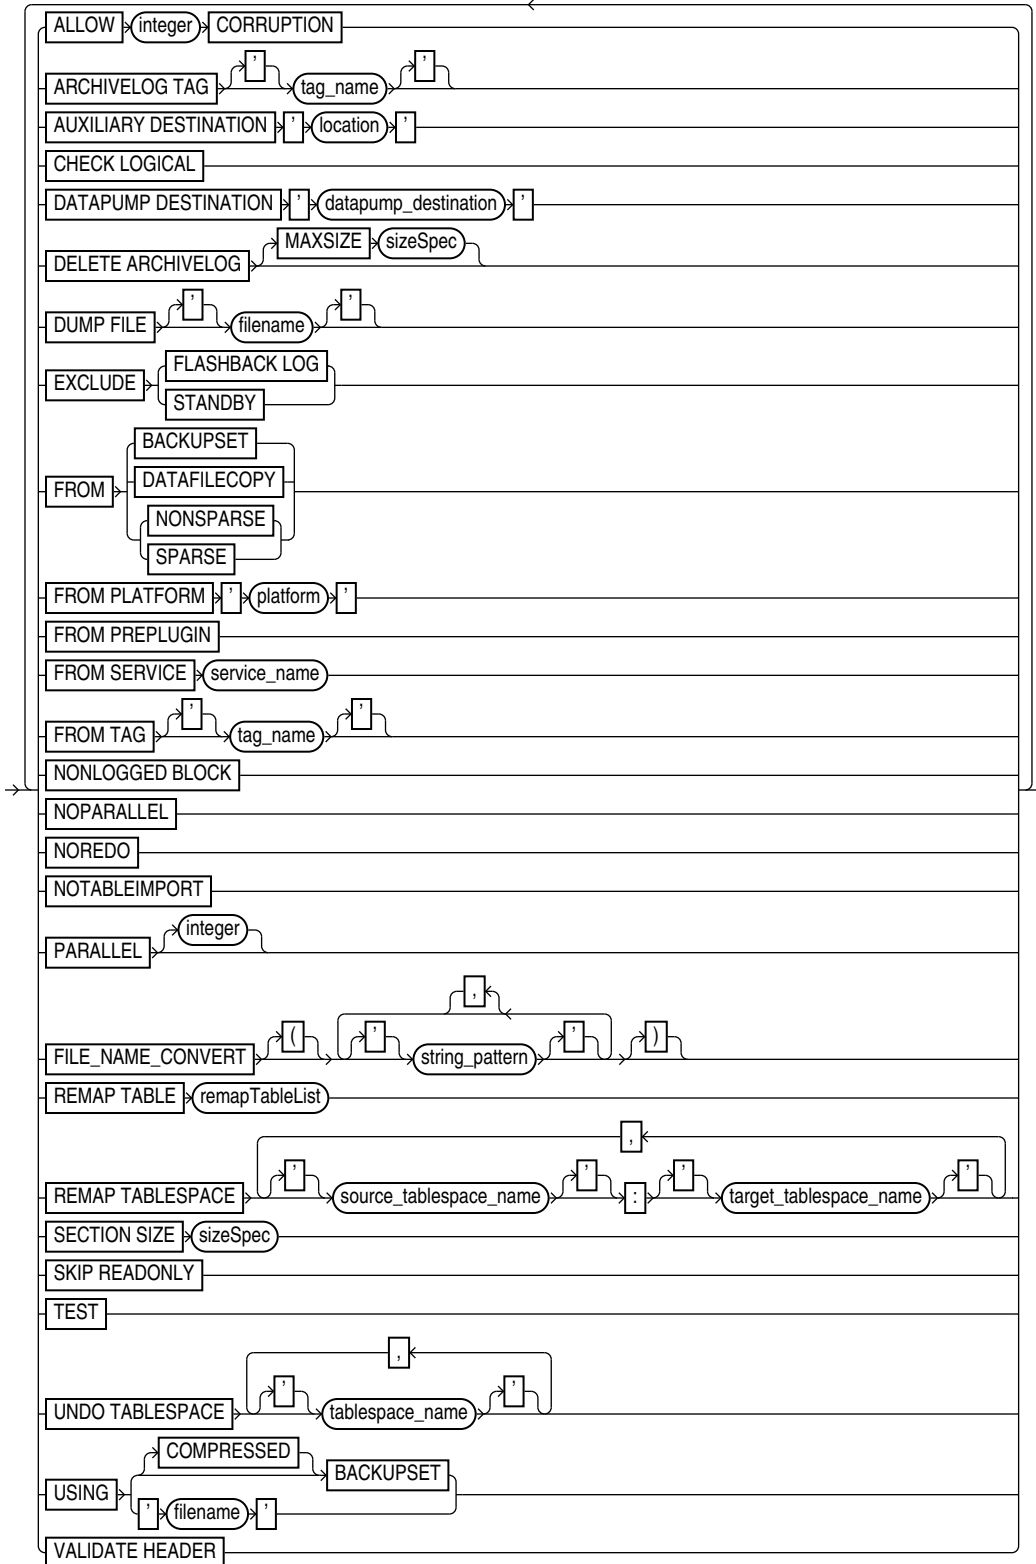 ALLOW integer CORRUPTION
ARCHIVELOG TAG ' tag_name '
AUXILIARY DESTINATION ' location '
CHECK LOGICAL
DATAPUMP DESTINATION ' datapump_destination '
MAXSIZE sizeSpec
DELETE ARCHIVELOG
DUMP FILE ' filename '
FLASHBACK LOG
EXCLUDE
STANDBY
BACKUPSET
DATAFILECOPY
FROM
NONSPARSE
SPARSE
FROM PLATFORM ' platform '
FROM PREPLUGIN
FROM SERVICE service_name
FROM TAG ' tag_name '
NONLOGGED BLOCK
NOPARALLEL
NOREDO
NOTABLEIMPORT
integer
PARALLEL
,
FILE_NAME_CONVERT ( ' string_pattern ' )
REMAP TABLE remapTableList
,
REMAP TABLESPACE ' source_tablespace_name ' : ' target_tablespace_name '
SECTION SIZE sizeSpec
SKIP READONLY
TEST
,
UNDO TABLESPACE ' tablespace_name '
COMPRESSED
BACKUPSET
USING
' filename '
VALIDATE HEADER